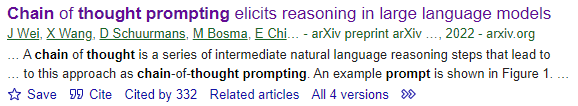 Chain of thought prompting elicits reasoning in large language models
J Wei, X Wang, D Schuurmans, M Bosma, E Chi... - arXiv preprint arXiv …, 2022 - arxiv.org
… A chain of thought is a series of intermediate natural language reasoning steps that lead to
… to this approach as chain-of-thought prompting. An example prompt is shown in Figure 1. …
Save Cite Cited by 332 Related articles All 4 versions